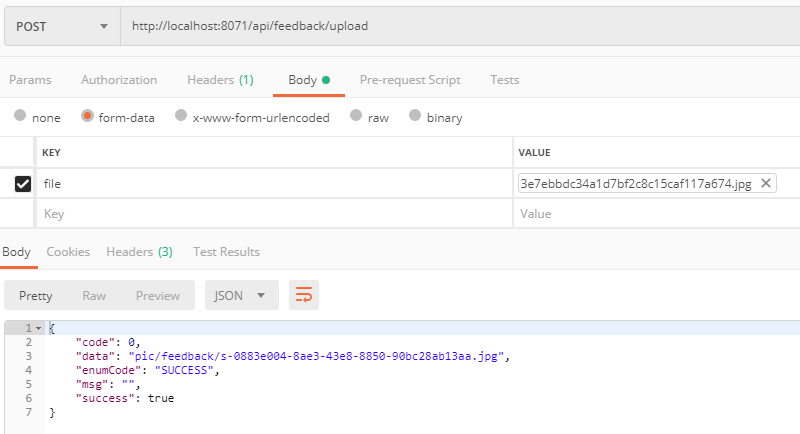 POST http://localhost:8071/api/feedback/upload
Params Authorization Headers (1) Body Pre-request Script Tests
none form-data x-www-form-urlencoded raw binary
KEY VALUE
file 3e7ebbdc34a1d7bf2c8c15caf117a674.jpg
Key Value
Body Cookies Headers (3) Test Results
Pretty Raw Preview JSON
1 {
2 "code": 0,
3 "data": "pic/feedback/s-0883e004-8ae3-43e8-8850-90bc28ab13aa.jpg",
4 "enumCode": "SUCCESS",
5 "msg": "",
6 "success": true
7 }